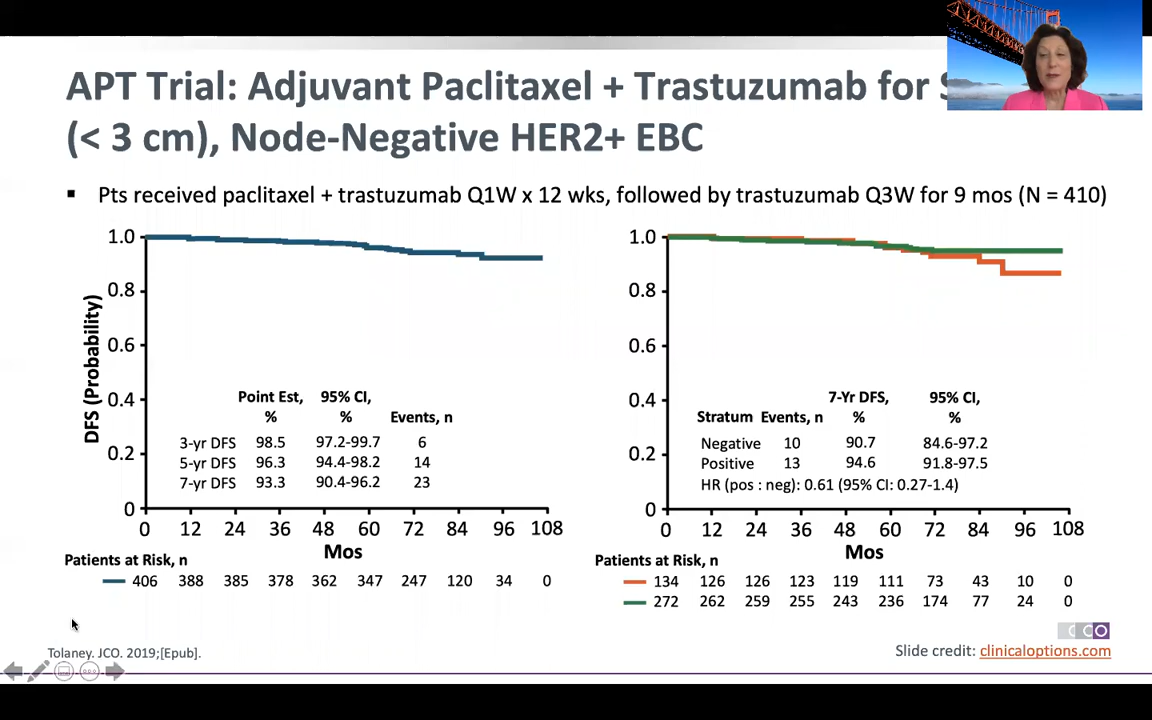 APT Trial: Adjuvant Paclitaxel + Trastuzumab for
(< 3 cm), Node-Negative HER2+ EBC
▪ Pts received paclitaxel + trastuzumab Q1W x 12 wks, followed by trastuzumab Q3W for 9 mos (N = 410)
DFS (Probability)
1.0
0.8
0.6
0.4
0.2
0
Point Est, 95% CI,
% % Events, n
3-yr DFS 98.5 97.2-99.7 6
5-yr DFS 96.3 94.4-98.2 14
7-yr DFS 93.3 90.4-96.2 23
0 12 24 36 48 60 72 84 96 108
Mos
Patients at Risk, n
406 388 385 378 362 347 247 120 34 0
1.0
0.8
0.6
0.4
0.2
0
7-Yr DFS, 95% CI,
Stratum Events, n % %
Negative 10 90.7 84.6-97.2
Positive 13 94.6 91.8-97.5
HR (pos : neg): 0.61 (95% CI: 0.27-1.4)
0 12 24 36 48 60 72 84 96 108
Mos
Patients at Risk, n
134 126 126 123 119 111 73 43 10 0
272 262 259 255 243 236 174 77 24 0
CCO
Tolaney. JCO. 2019;[Epub].
Slide credit: clinicaloptions.com